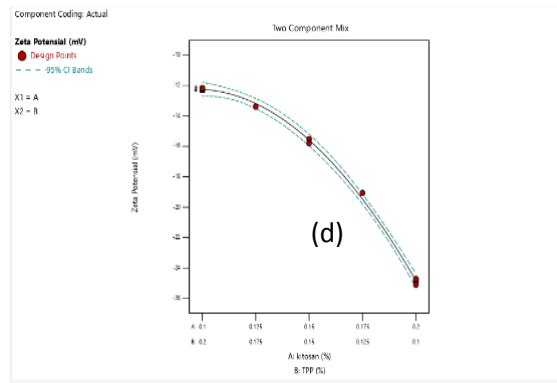 Component Coding: Actual
Two Component Mix
Zeta Potensial (mV)
Design Points
95% CI Bands
X1 = A
X2 = B
Zeta Potensial (mV)
-10
-12
-14
-16
-18
-20
-22
-24
-26
(d)
A: 0.1 0.125 0.15 0.175 0.2
B: 0.2 0.175 0.15 0.125 0.1
A: kitosan (%)
B: TPP (%)